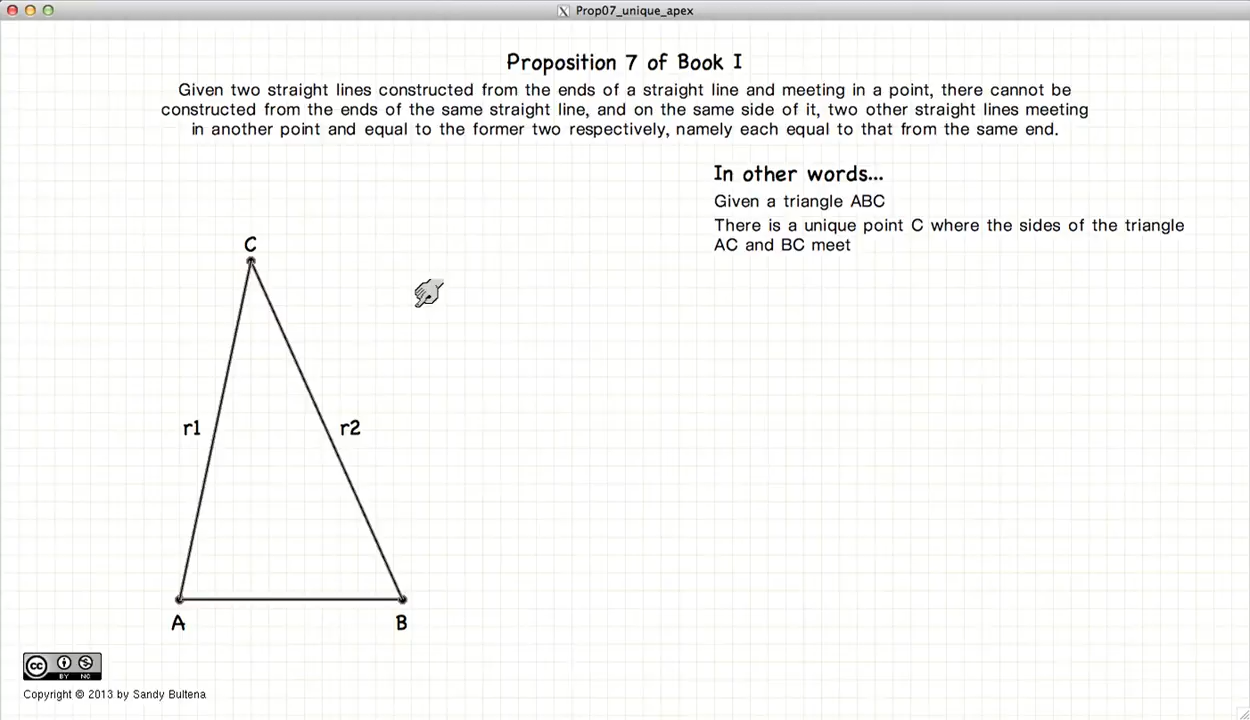 Prop07_unique_apex
Proposition 7 of Book I
Given two straight lines constructed from the ends of a straight line and meeting in a point, there cannot be
constructed from the ends of the same straight line, and on the same side of it, two other straight lines meeting
in another point and equal to the former two respectively, namely each equal to that from the same end.
In other words...
Given a triangle ABC
There is a unique point C where the sides of the triangle
AC and BC meet
C
r1
r2
A
B
cc
BY NC
Copyright © 2013 by Sandy Bultena